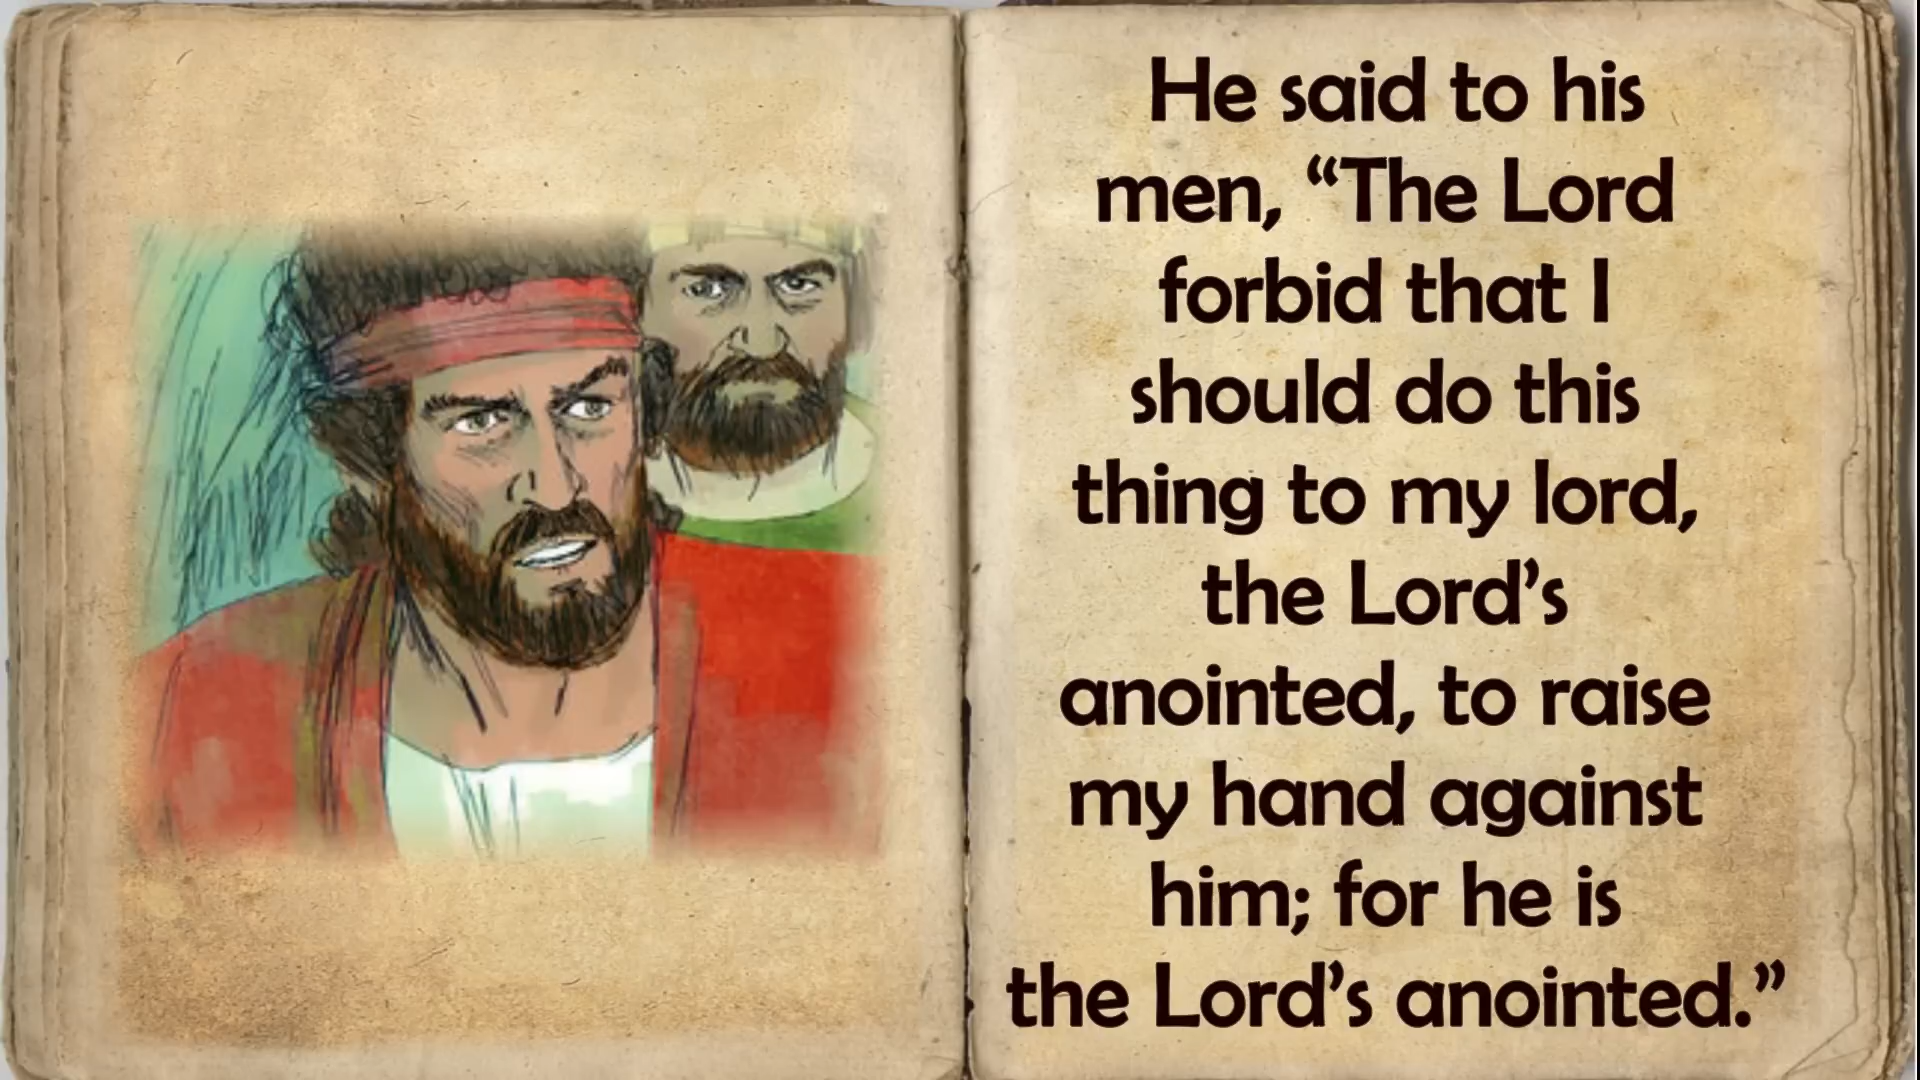 He said to his
men, “The Lord
forbid that I
should do this
thing to my lord,
the Lord’s
anointed, to raise
my hand against
him; for he is
the Lord’s anointed.”